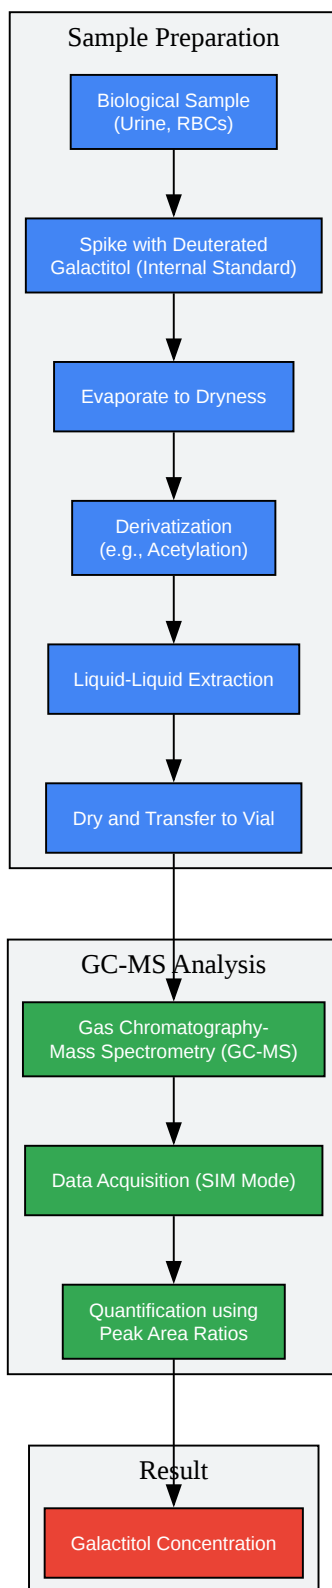 Sample Preparation
Biological Sample
(Urine, RBCs)
Spike with Deuterated
Galactitol (Internal Standard)
Evaporate to Dryness
Derivatization
(e.g., Acetylation)
Liquid-Liquid Extraction
Dry and Transfer to Vial
GC-MS Analysis
Gas Chromatography-
Mass Spectrometry (GC-MS)
Data Acquisition (SIM Mode)
Quantification using
Peak Area Ratios
Result
Galactitol Concentration